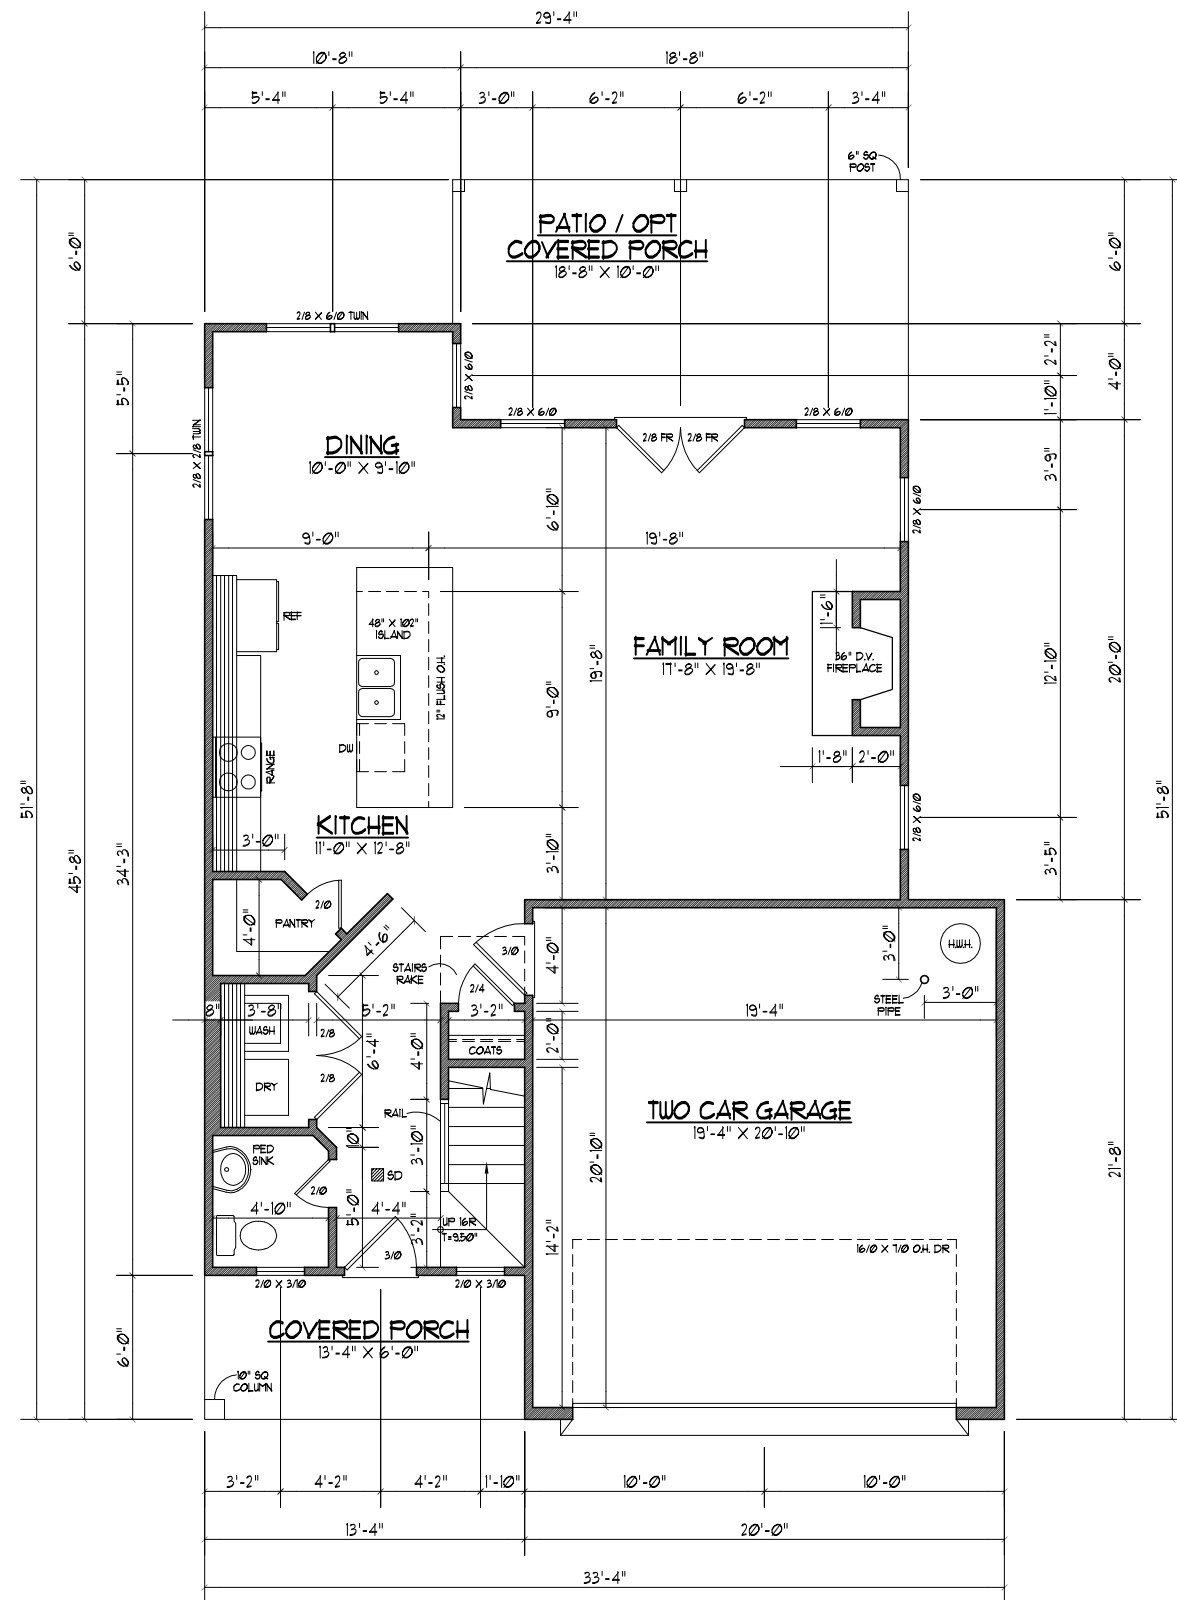 29'-4"
10'-8"
18'-8"
5'-4"
5'-4"
3'-0"
6'-2"
6'-2"
3'-4"
6" SQ
POST
PATIO / OPT
COVERED PORCH
18'-8" X 10'-0"
6'-0"
6'-0"
2/8 X 6/0 TWIN
2/8 X 6/0
2'-2"
4'-0"
1'-10"
5'-5"
2/8 X 2/8 TWIN
2/8 X 6/0
2/8 X 6/0
2/8 FR
2/8 FR
DINING
10'-0" X 9'-10"
3'-9"
6'-10"
2/8 X 6/0
9'-0"
19'-8"
48" X 102"
ISLAND
1'-6"
FAMILY ROOM
17'-8" X 19'-8"
36" D.V.
FIREPLACE
19'-8"
12'-10"
20'-0"
12" FLUSH O.H.
9'-0"
DW
RANGE
1'-8"
2'-0"
51'-8"
51'-8"
2/8 X 6/0
KITCHEN
11'-0" X 12'-8"
3'-0"
3'-10"
3'-5"
45'-8"
34'-3"
2/0
PANTRY
4'-0"
4'-6"
STAIRS
RAKE
3/0
4'-0"
3'-0"
H.W.H.
2/4
STEEL
PIPE
3'-0"
8"
3'-8"
5'-2"
3'-2"
19'-4"
WASH
2/8
6'-4"
4'-0"
COATS
2'-0"
DRY
2/8
RAIL
TWO CAR GARAGE
19'-4" X 20'-10"
10"
3'-10"
20'-10"
21'-8"
PED
SINK
SD
2/0
4'-10"
5'-0"
4'-4"
3'-2"
UP 16R
T=9.50"
14'-2"
3/0
16/0 X 7/0 O.H. DR
2/0 X 3/10
2/0 X 3/10
COVERED PORCH
13'-4" X 6'-0"
6'-0"
10" SQ
COLUMN
3'-2"
4'-2"
4'-2"
1'-10"
10'-0"
10'-0"
13'-4"
20'-0"
33'-4"